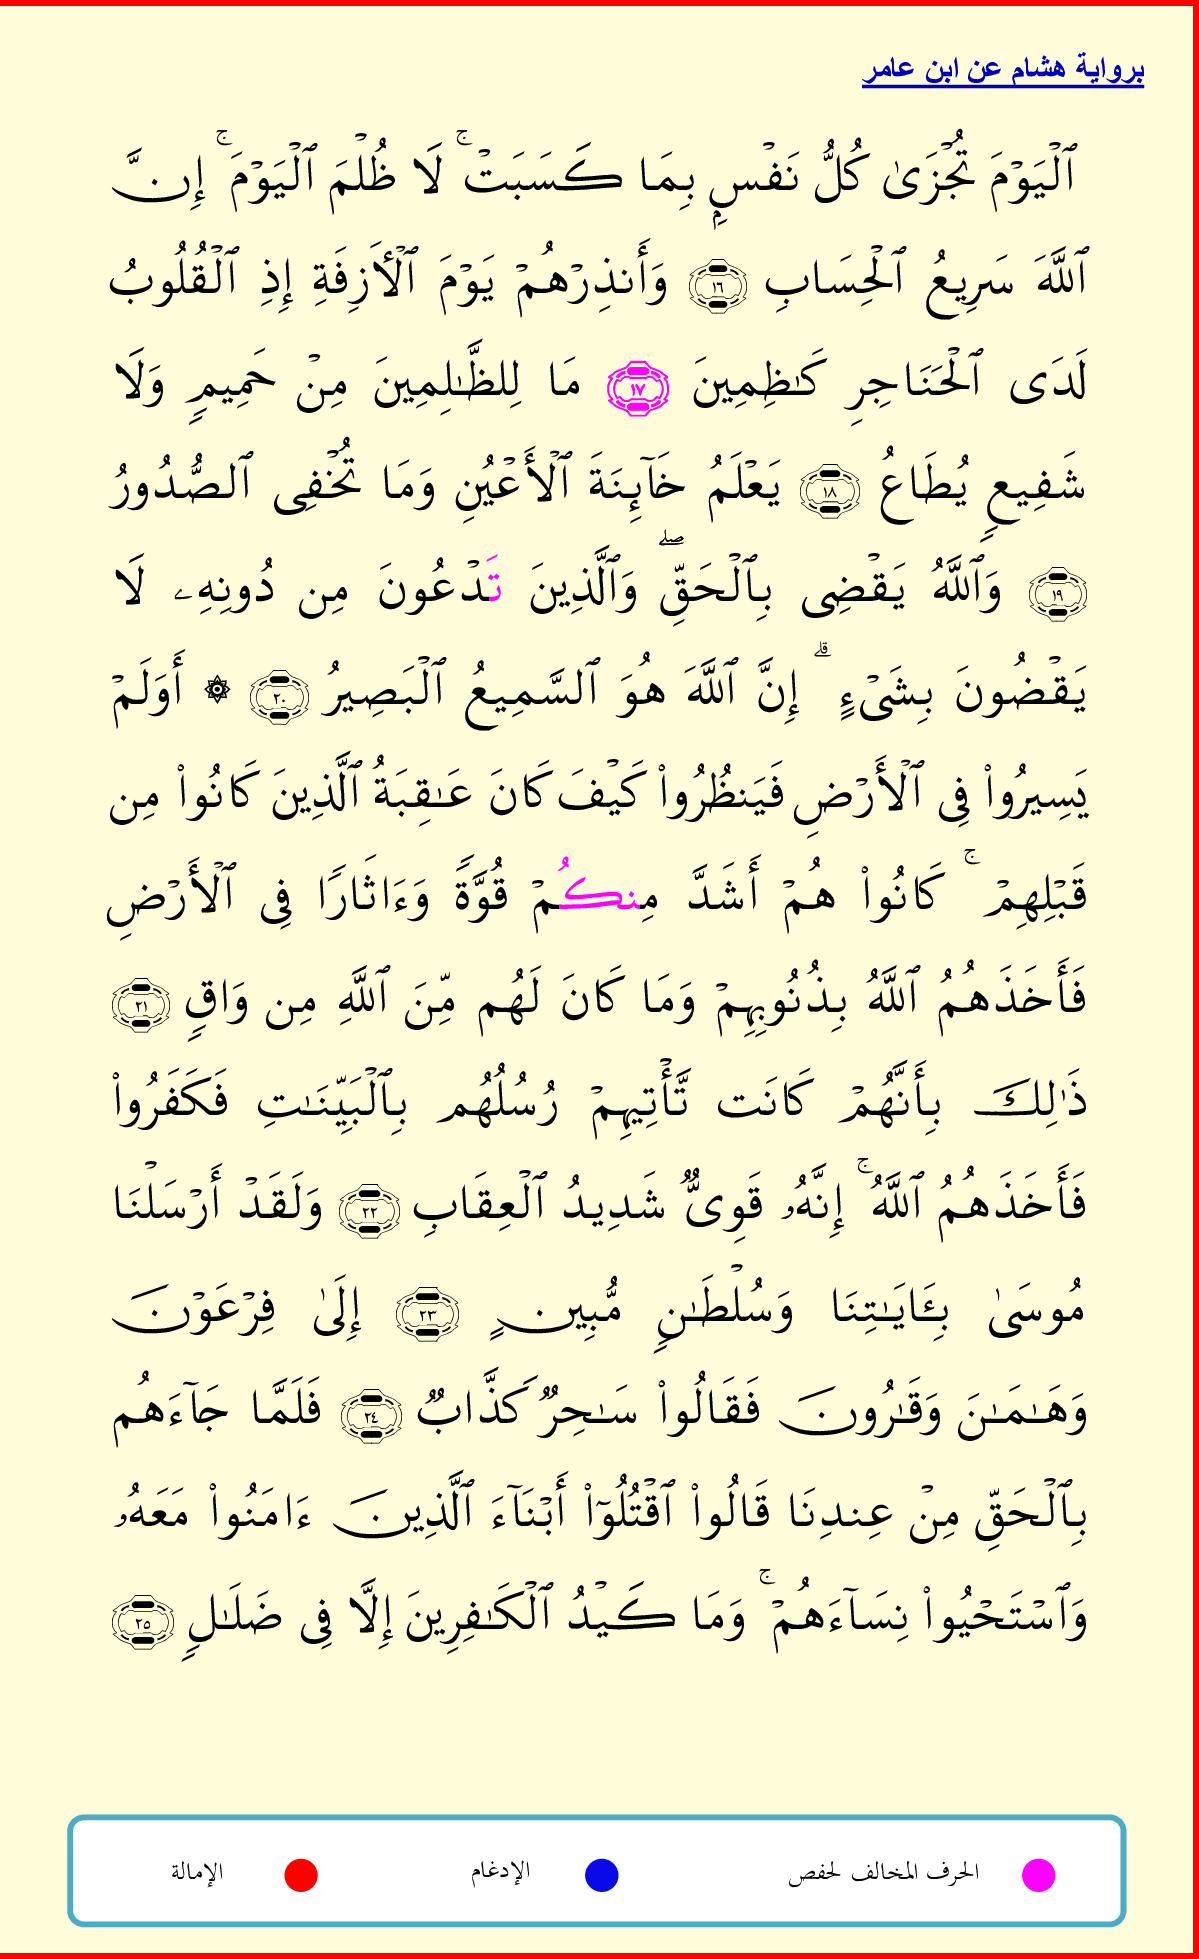 برواية هشام عن ابن عامر
ٱلۡيَوۡمَ تُجۡزَىٰ كُلُّ نَفۡسِۭ بِمَا كَسَبَتۡۚ لَا ظُلۡمَ ٱلۡيَوۡمَۚ إِنَّ
ٱللَّهَ سَرِيعُ ٱلۡحِسَابِ ١٦ وَأَنذِرۡهُمۡ يَوۡمَ ٱلۡأَزِفَةِ إِذِ ٱلۡقُلُوبُ
لَدَى ٱلۡحَنَاجِرِ كَٰظِمِينَ ١٧ مَا لِلظَّٰلِمِينَ مِنۡ حَمِيمٖ وَلَا
شَفِيعٖ يُطَاعُ ١٨ يَعۡلَمُ خَآئِنَةَ ٱلۡأَعۡيُنِ وَمَا تُخۡفِى ٱلصُّدُورُ
١٩ وَٱللَّهُ يَقۡضِى بِٱلۡحَقِّۖ وَٱلَّذِينَ تَدۡعُونَ مِن دُونِهِۦ لَا
يَقۡضُونَ بِشَىۡءٍۗ إِنَّ ٱللَّهَ هُوَ ٱلسَّمِيعُ ٱلۡبَصِيرُ ٢٠ ۞ أَوَلَمۡ
يَسِيرُواْ فِى ٱلۡأَرۡضِ فَيَنظُرُواْ كَيۡفَ كَانَ عَٰقِبَةُ ٱلَّذِينَ كَانُواْ مِن
قَبۡلِهِمۡۚ كَانُواْ هُمۡ أَشَدَّ مِنكُمۡ قُوَّةٗ وَءَاثَارٗا فِى ٱلۡأَرۡضِ
فَأَخَذَهُمُ ٱللَّهُ بِذُنُوبِهِمۡ وَمَا كَانَ لَهُم مِّنَ ٱللَّهِ مِن وَاقٖ ٢١
ذَٰلِكَ بِأَنَّهُمۡ كَانَت تَّأۡتِيهِمۡ رُسُلُهُم بِٱلۡبَيِّنَٰتِ فَكَفَرُواْ
فَأَخَذَهُمُ ٱللَّهُۚ إِنَّهُۥ قَوِىّٞ شَدِيدُ ٱلۡعِقَابِ ٢٢ وَلَقَدۡ أَرۡسَلۡنَا
مُوسَىٰ بِـَٔايَٰتِنَا وَسُلۡطَٰنٖ مُّبِينٍ ٢٣ إِلَىٰ فِرۡعَوۡنَ
وَهَٰمَٰنَ وَقَٰرُونَ فَقَالُواْ سَٰحِرٞ كَذَّابٞ ٢٤ فَلَمَّا جَآءَهُم
بِٱلۡحَقِّ مِنۡ عِندِنَا قَالُواْ ٱقۡتُلُوٓاْ أَبۡنَآءَ ٱلَّذِينَ ءَامَنُواْ مَعَهُۥ
وَٱسۡتَحۡيُواْ نِسَآءَهُمۡۚ وَمَا كَيۡدُ ٱلۡكَٰفِرِينَ إِلَّا فِى ضَلَٰلٖ ٢٥
الحرف المخالف لحفص الإدغام الإمالة